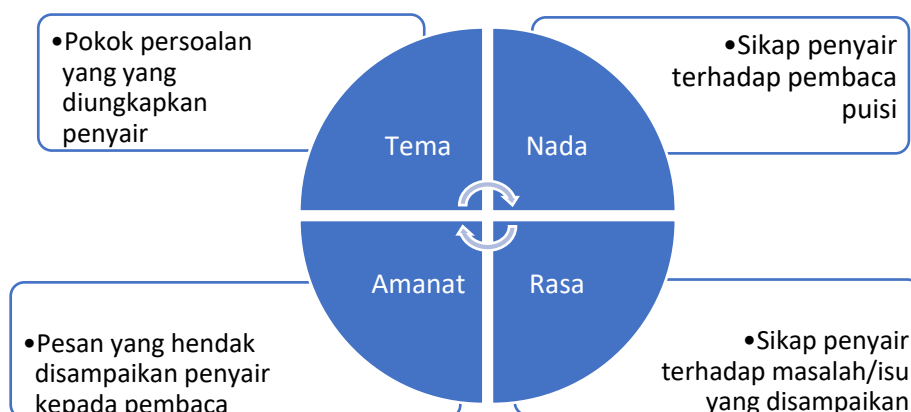 •Pokok persoalan
yang yang
diungkapkan
penyair
•Sikap penyair
terhadap pembaca
puisi
Tema
Nada
Amanat
Rasa
•Pesan yang hendak
disampaikan penyair
kepada pembaca
•Sikap penyair
terhadap masalah/isu
yang disampaikan